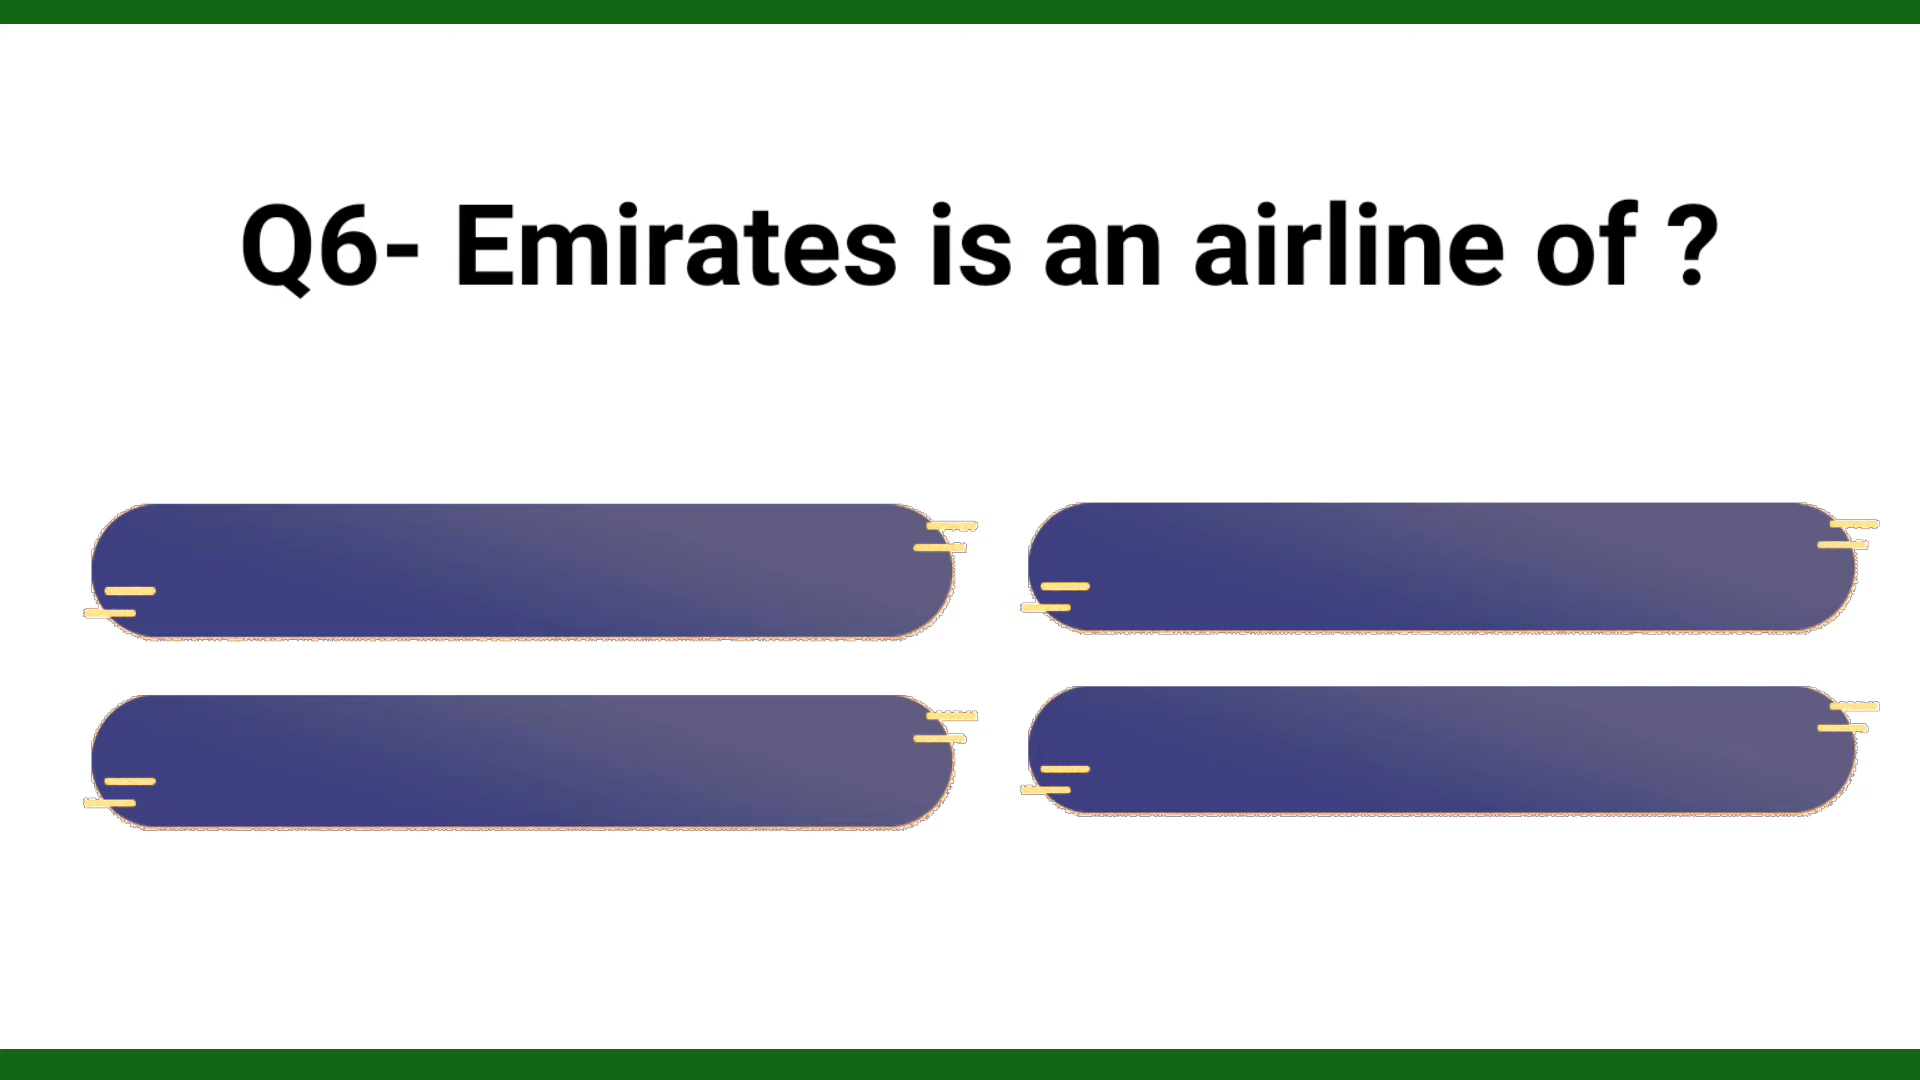 Q6- Emirates is an airline of ?